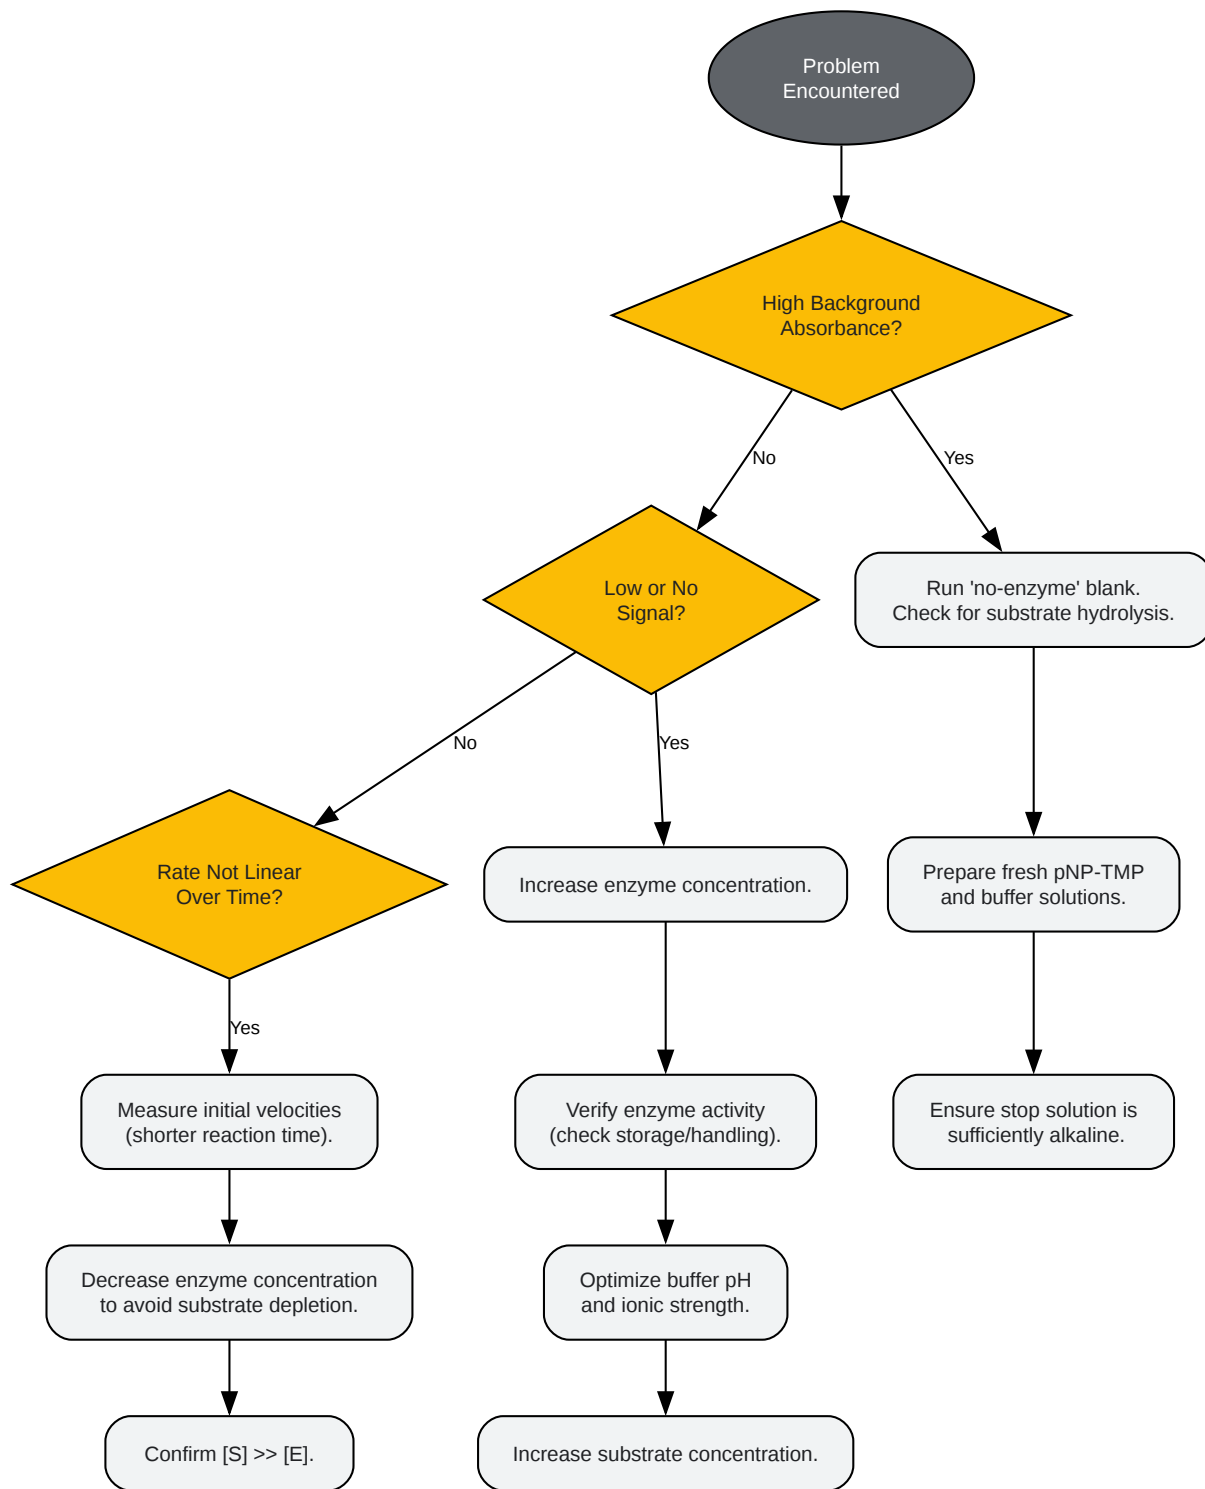 Problem
Encountered
High Background
Absorbance?
No
Yes
Low or No
Signal?
Run 'no-enzyme' blank.
Check for substrate hydrolysis.
No
Yes
Rate Not Linear
Over Time?
Increase enzyme concentration.
Prepare fresh pNP-TMP
and buffer solutions.
Yes
Measure initial velocities
(shorter reaction time).
Verify enzyme activity
(check storage/handling).
Ensure stop solution is
sufficiently alkaline.
Decrease enzyme concentration
to avoid substrate depletion.
Optimize buffer pH
and ionic strength.
Confirm [S] >> [E].
Increase substrate concentration.